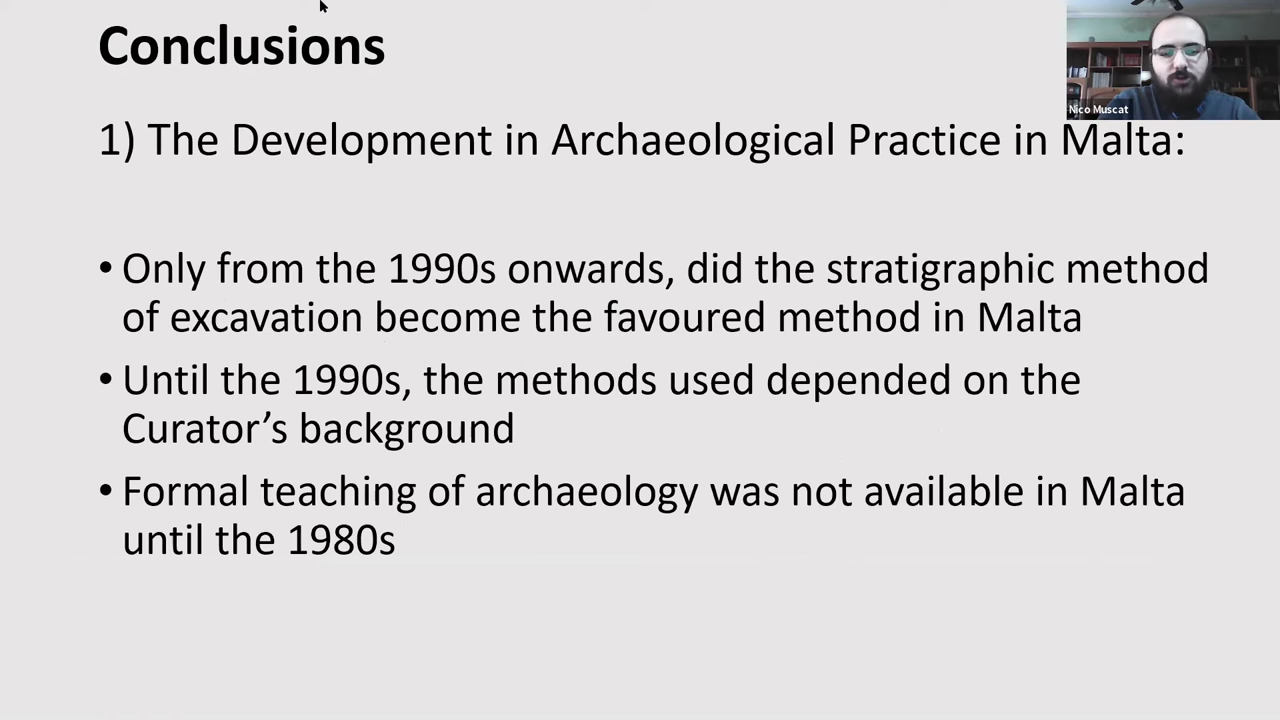 Conclusions
Nico Muscat
1) The Development in Archaeological Practice in Malta:
• Only from the 1990s onwards, did the stratigraphic method
of excavation become the favoured method in Malta
• Until the 1990s, the methods used depended on the
Curator’s background
• Formal teaching of archaeology was not available in Malta
until the 1980s